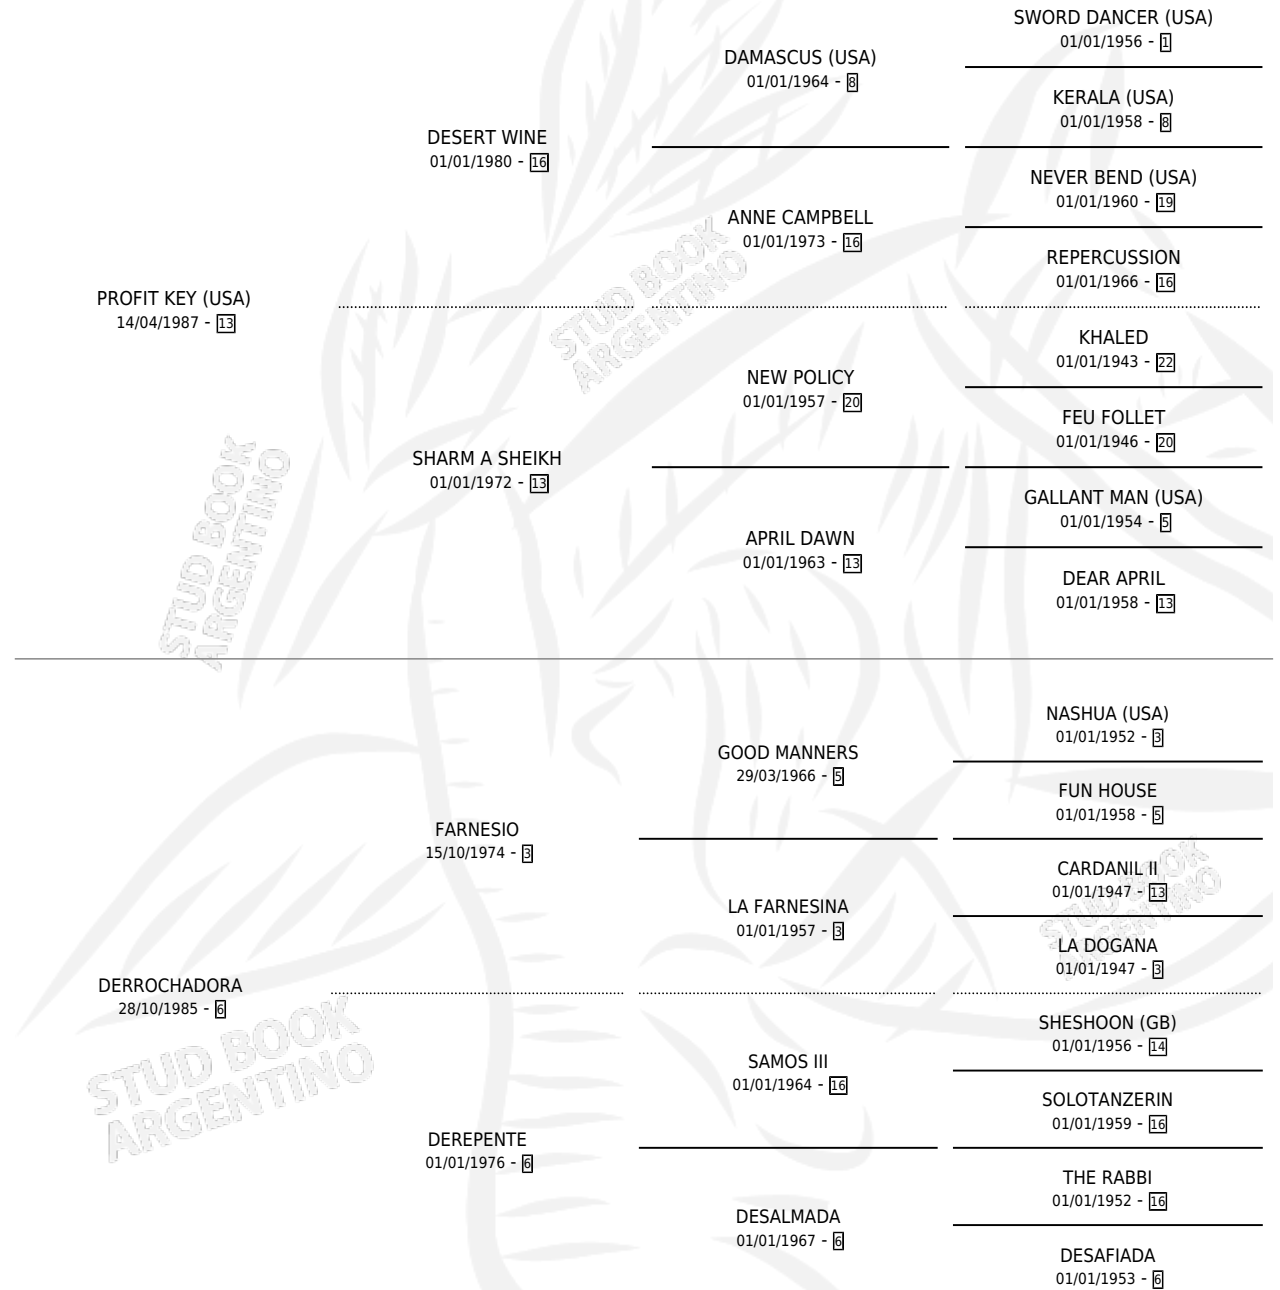 SWORD DANCER (USA)
01/01/1956 - 1
DAMASCUS (USA)
01/01/1964 - 8
KERALA (USA)
01/01/1958 - 8
DESERT WINE
01/01/1980 - 16
NEVER BEND (USA)
01/01/1960 - 19
ANNE CAMPBELL
01/01/1973 - 16
REPERCUSSION
01/01/1966 - 16
PROFIT KEY (USA)
14/04/1987 - 13
KHALED
01/01/1943 - 22
NEW POLICY
01/01/1957 - 20
FEU FOLLET
01/01/1946 - 20
SHARM A SHEIKH
01/01/1972 - 13
GALLANT MAN (USA)
01/01/1954 - 5
APRIL DAWN
01/01/1963 - 13
DEAR APRIL
01/01/1958 - 13
STUD BOOK
ARGENTINO
STUD BOOK
ARGENTINO
NASHUA (USA)
01/01/1952 - 3
GOOD MANNERS
29/03/1966 - 5
FUN HOUSE
01/01/1958 - 5
FARNESIO
15/10/1974 - 3
CARDANIL II
01/01/1947 - 13
LA FARNESINA
01/01/1957 - 3
LA DOGANA
01/01/1947 - 3
DERROCHADORA
28/10/1985 - 6
SHESHOON (GB)
01/01/1956 - 14
SAMOS III
01/01/1964 - 16
SOLOTANZERIN
01/01/1959 - 16
DEREPENTE
01/01/1976 - 6
THE RABBI
01/01/1952 - 16
DESALMADA
01/01/1967 - 6
DESAFIADA
01/01/1953 - 6
STUD BOOK
ARGENTINO
STUD BOOK
ARGENTINO